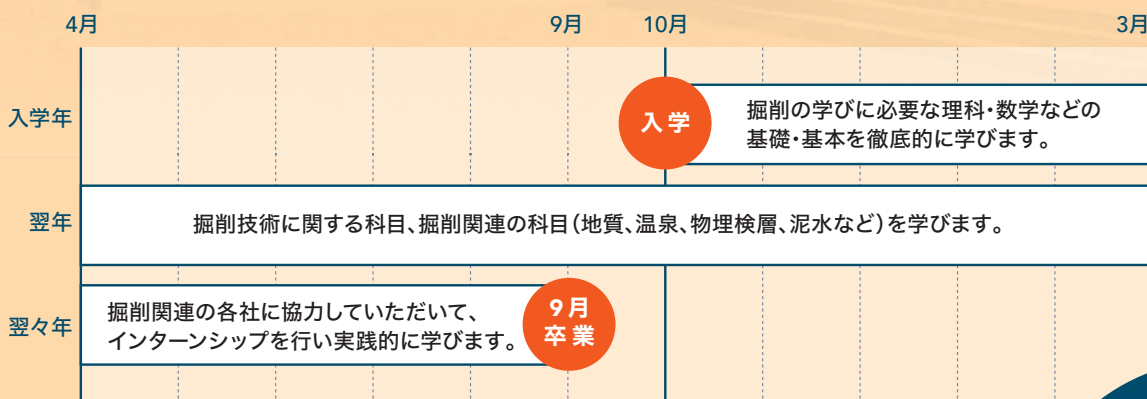 4月 9月 10月 3月
入学年
入学
掘削の学びに必要な理科・数学などの
基礎・基本を徹底的に学びます。
翌年
掘削技術に関する科目、掘削関連の科目（地質、温泉、物埋検層、泥水など）を学びます。
翌々年
掘削関連の各社に協力していただいて、
インターンシップを行い実践的に学びます。
9月
卒業